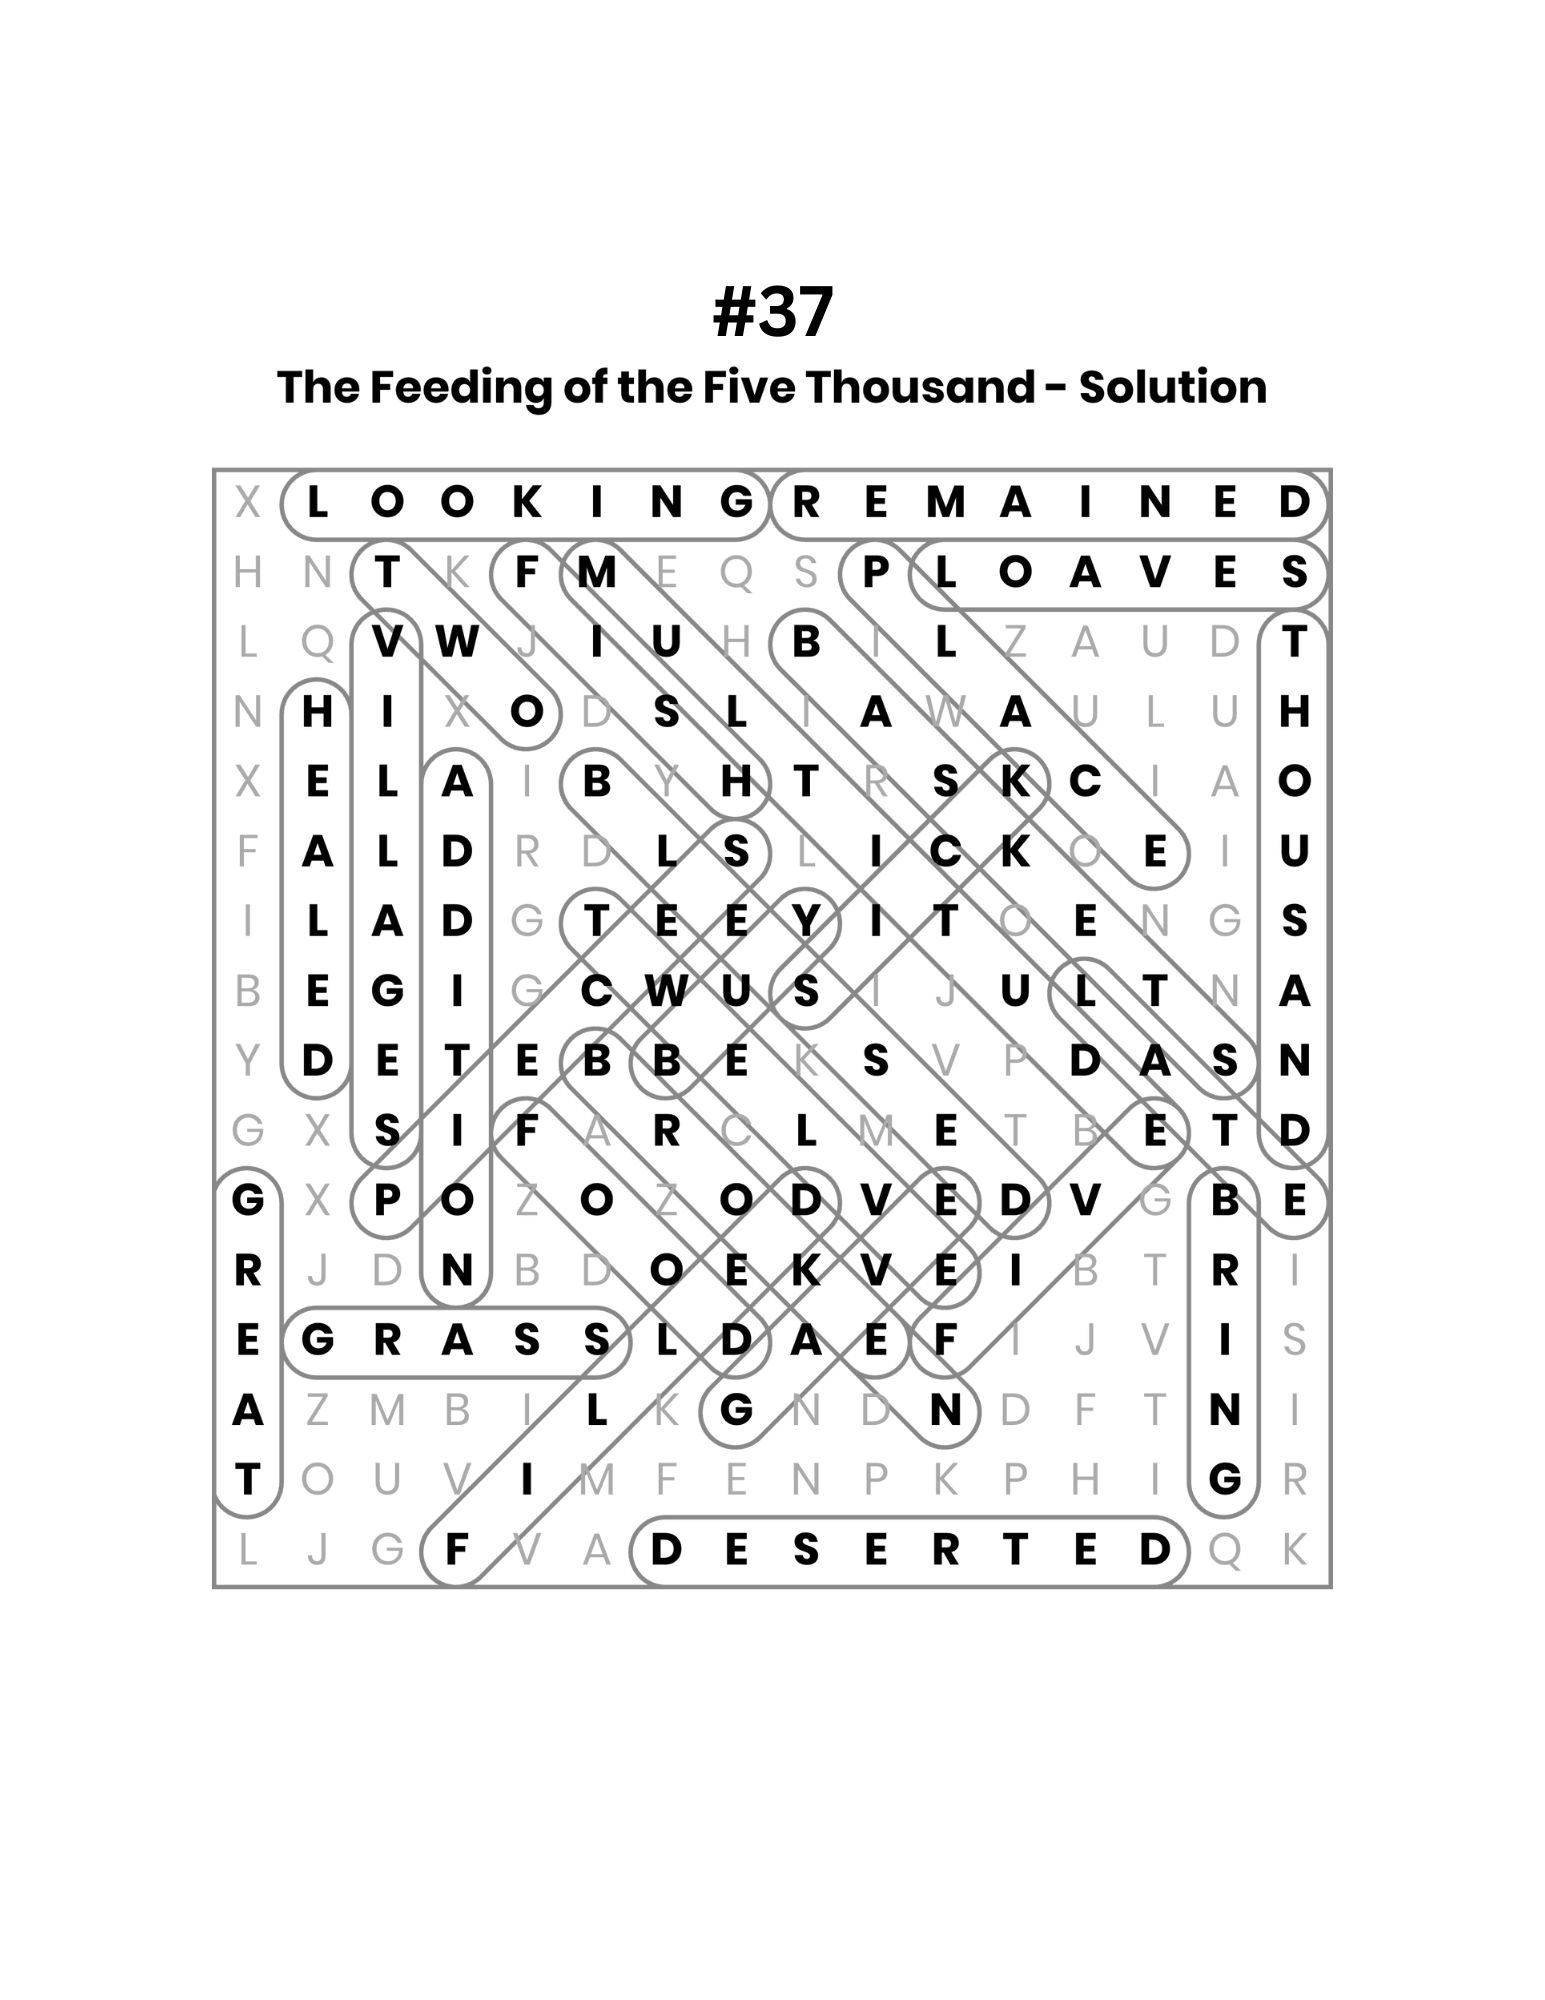 #37
The Feeding of the Five Thousand - Solution
X L O O K I N G R E M A I N E D
H N T K F M E Q S P L O A V E S
L Q V W J I U H B I L Z A U D T
N H I X O D S L I A W A U L U H
X E L A I B Y H T R S K C I A O
F A L D R D L S L I C K O E I U
I L A D G T E E Y I T O E N G S
B E G I G C W U S I J U L T N A
Y D E T E B B E K S V P D A S N
G X S I F A R C L M E T B E T D
G X P O Z O Z O D V E D V G B E
R J D N B D O E K V E I B T R I
E G R A S S L D A E F I J V I S
A Z M B I L K G N D N D F T N I
T O U V I M F E N P K P H I G R
L J G F V A D E S E R T E D Q K